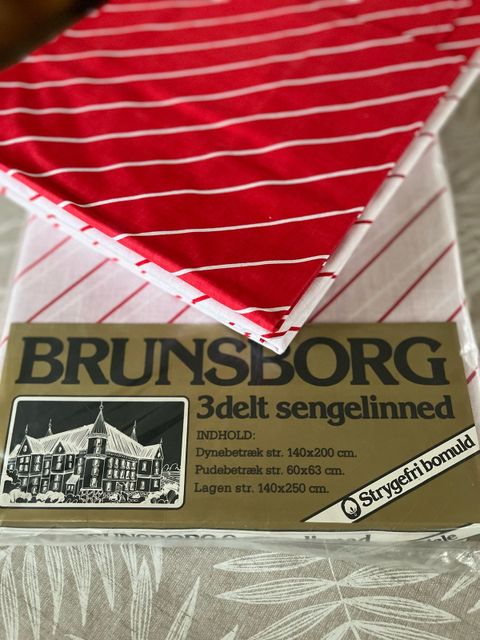 BRUNSBORG
3delt sengelinned
INDHOLD:
Dynebetræk str. 140x200 cm.
Pudebetræk str. 60x63 cm.
Lagen str. 140x250 cm.
Strygefri bomuld